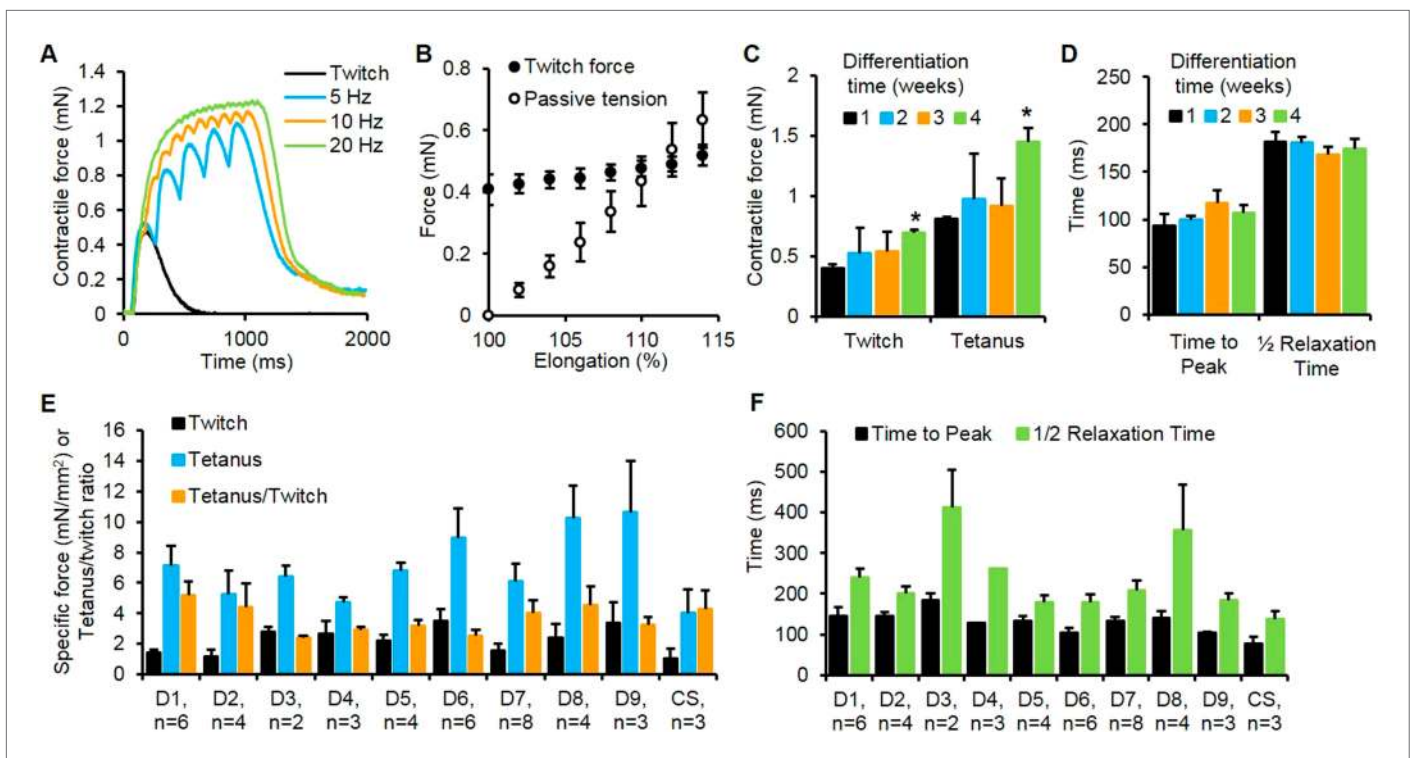 A
Contractile force (mN)
1.4
1.2
1
0.8
0.6
0.4
0.2
0
0
1000
2000
Time (ms)
Twitch
5 Hz
10 Hz
20 Hz
B
Force (mN)
0.8
0.6
0.4
0.2
0
100
105
110
115
Elongation (%)
Twitch force
Passive tension
C
Differentiation
time (weeks)
1 2 3 4
Contractile force (mN)
2
1.5
1
0.5
0
*
*
Twitch
Tetanus
D
Differentiation
time (weeks)
1 2 3 4
Time (ms)
250
200
150
100
50
0
Time to
Peak
½ Relaxation
Time
E
Specific force (mN/mm²) or
Tetanus/twitch ratio
16
14
12
10
8
6
4
2
0
Twitch
Tetanus
Tetanus/Twitch
D1, D2, D3, D4, D5, D6, D7, D8, D9, CS,
n=6 n=4 n=2 n=3 n=4 n=6 n=8 n=4 n=3 n=3
F
Time (ms)
600
500
400
300
200
100
0
Time to Peak
1/2 Relaxation Time
D1, D2, D3, D4, D5, D6, D7, D8, D9, CS,
n=6 n=4 n=2 n=3 n=4 n=6 n=8 n=4 n=3 n=3